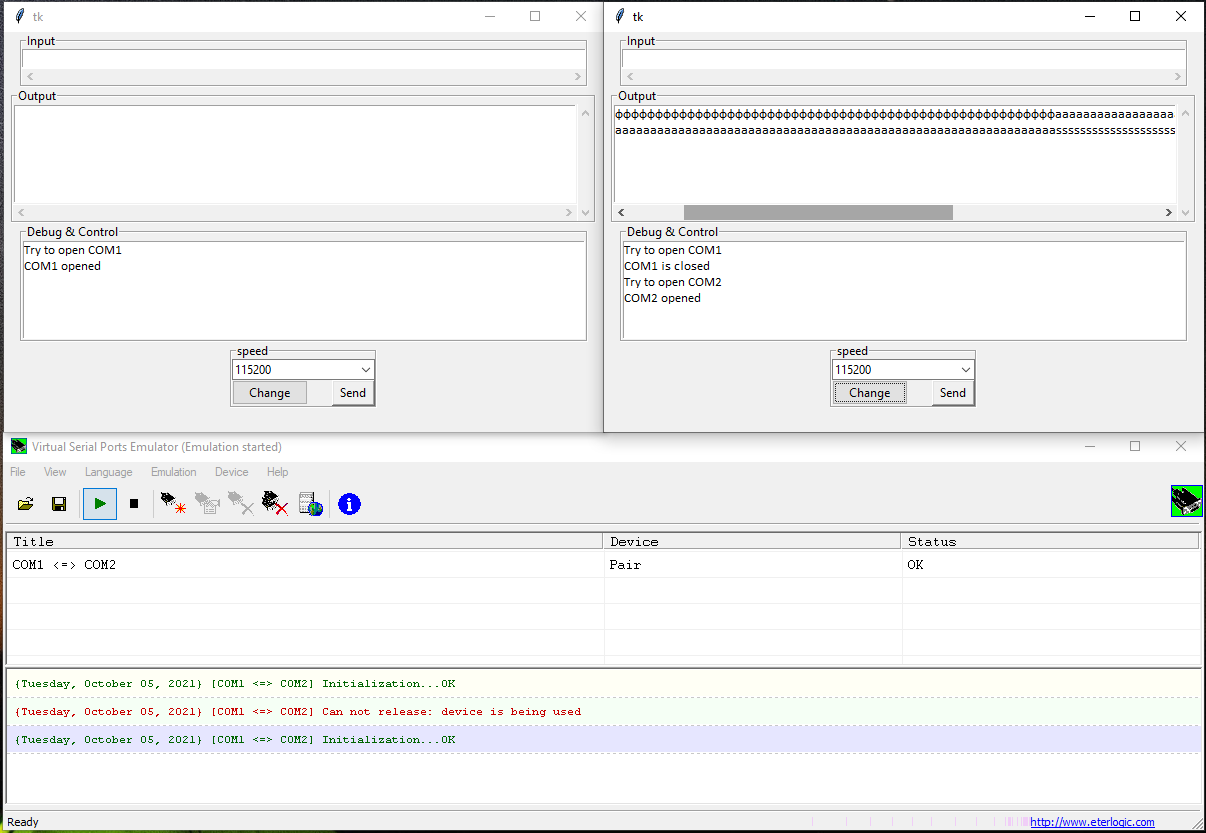 tk
Input
Output
Debug & Control
Try to open COM1
COM1 opened
speed
115200
Change Send
tk
Input
Output
фффффффффффффффффффффффффффффффффффффффффффффффффффффффaaaaaaaaaaaaaaaaa
aaaaaaaaaaaaaaaaaaaaaaaaaaaaaaaaaaaaaaaaaaaaaaaaaaaaaaaaaaaaaaassssssssssssssssssss
Debug & Control
Try to open COM1
COM1 is closed
Try to open COM2
COM2 opened
speed
115200
Change Send
Virtual Serial Ports Emulator (Emulation started)
File View Language Emulation Device Help
Title Device Status
COM1 <=> COM2 Pair OK
{Tuesday, October 05, 2021} [COM1 <=> COM2] Initialization...OK
{Tuesday, October 05, 2021} [COM1 <=> COM2] Can not release: device is being used
{Tuesday, October 05, 2021} [COM1 <=> COM2] Initialization...OK
Ready http://www.eterlogic.com